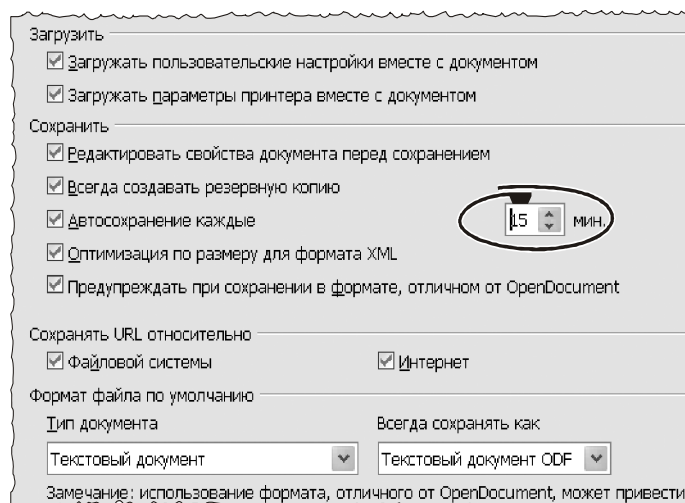 Загрузить
Загружать пользовательские настройки вместе с документом
Загружать параметры принтера вместе с документом
Сохранить
Редактировать свойства документа перед сохранением
Всегда создавать резервную копию
Автосохранение каждые 15 мин.
Оптимизация по размеру для формата XML
Предупреждать при сохранении в формате, отличном от OpenDocument
Сохранять URL относительно
Файловой системы Интернет
Формат файла по умолчанию
Тип документа Всегда сохранять как
Текстовый документ Текстовый документ ODF
Замечание: использование формата, отличного от OpenDocument, может привести